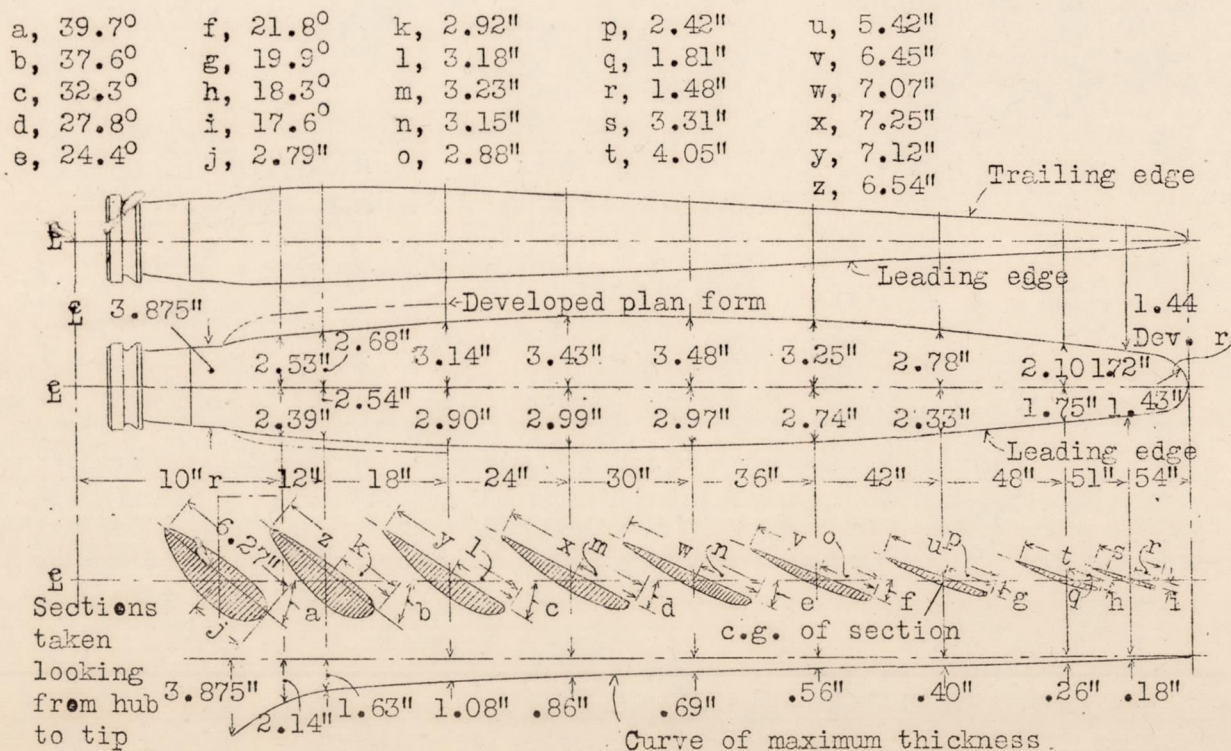 a, 39.7° f, 21.8° k, 2.92" p, 2.42" u, 5.42"
b, 37.6° g, 19.9° l, 3.18" q, 1.81" v, 6.45"
c, 32.3° h, 18.3° m, 3.23" r, 1.48" w, 7.07"
d, 27.8° i, 17.6° n, 3.15" s, 3.31" x, 7.25"
e, 24.4° j, 2.79" o, 2.88" t, 4.05" y, 7.12"
z, 6.54"
Trailing edge
℄
Leading edge
℄ 3.875" Developed plan form
1.44
Dev. r
2.53" 2.68" 3.14" 3.43" 3.48" 3.25" 2.78" 2.10 1.72"
℄
2.39" 2.54" 2.90" 2.99" 2.97" 2.74" 2.33" 1.75" 1.43"
Leading edge
10" r 12" 18" 24" 30" 36" 42" 48" 51" 54"
6.27" z k y l x m w n v o u p t s r
℄
j a b c d e f g q h i
c.g. of section
Sections
taken
looking
from hub
to tip
3.875" 2.14" 1.63" 1.08" .86" .69" .56" .40" .26" .18"
Curve of maximum thickness